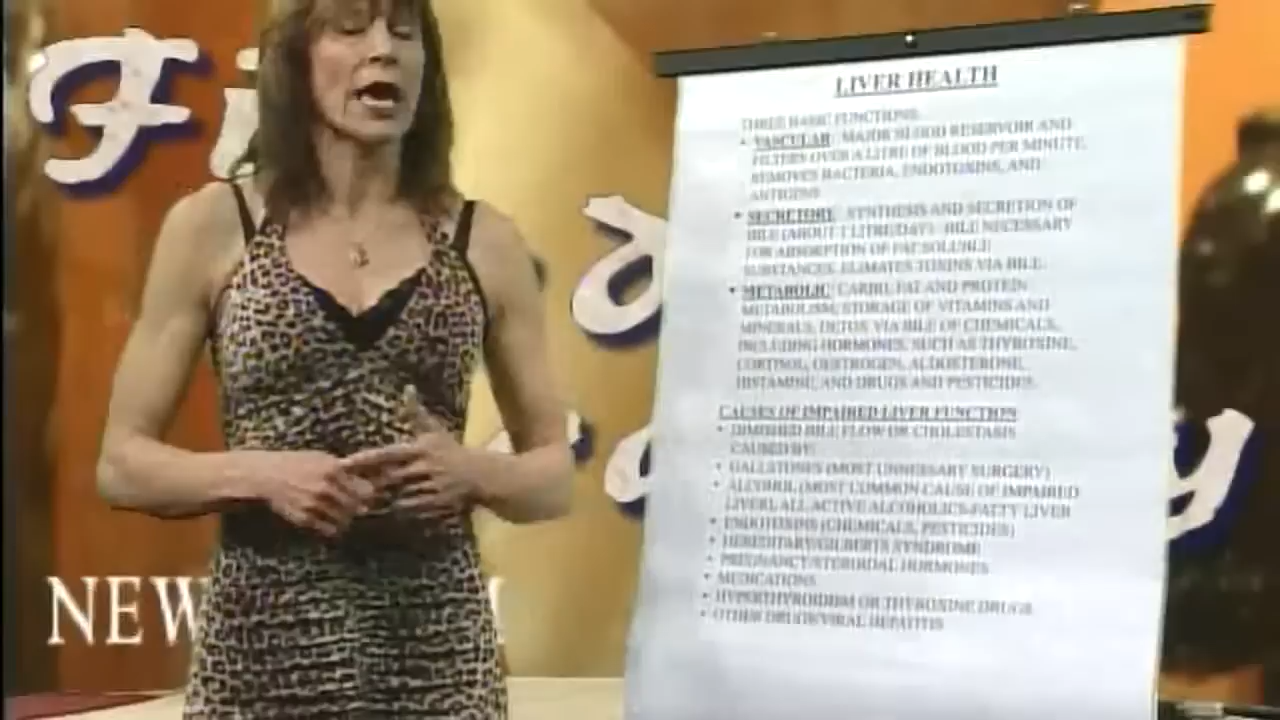 LIVER HEALTH
THREE BASIC FUNCTIONS:
• VASCULAR: MAJOR BLOOD RESERVOIR AND
FILTERS OVER A LITRE OF BLOOD PER MINUTE,
REMOVES BACTERIA, ENDOTOXINS, AND
ANTIGENS
• SECRETORY: SYNTHESIS AND SECRETION OF
BILE (ABOUT 1 LITRE/DAY) - BILE NECESSARY
FOR ABSORPTION OF FAT SOLUBLE
SUBSTANCES. ELIMATES TOXINS VIA BILE.
• METABOLIC: CARBS, FAT AND PROTEIN
METABOLISM, STORAGE OF VITAMINS AND
MINERALS, DETOX VIA BILE OF CHEMICALS,
INCLUDING HORMONES, SUCH AS THYROXINE,
CORTISOL, OESTROGEN, ALDOSTERONE,
HISTAMINE, AND DRUGS AND PESTICIDES.
CAUSES OF IMPAIRED LIVER FUNCTION
• DIMISHED BILE FLOW OR CHOLESTASIS
CAUSED BY:
• GALLSTONES (MOST UNNESSARY SURGERY)
• ALCOHOL (MOST COMMON CAUSE OF IMPAIRED
LIVER), ALL ACTIVE ALCOHOLICS-FATTY LIVER
• ENDOTOXINS (CHEMICALS, PESTICIDES)
• HEREDITARY/GILBERTS SYNDROME
• PREGNANCY/STEROIDAL HORMONES
• MEDICATIONS
• HYPERTHYROIDISM OR THYROXINE DRUGS
• OTHER DRUGS/VIRAL HEPATITIS
NEW